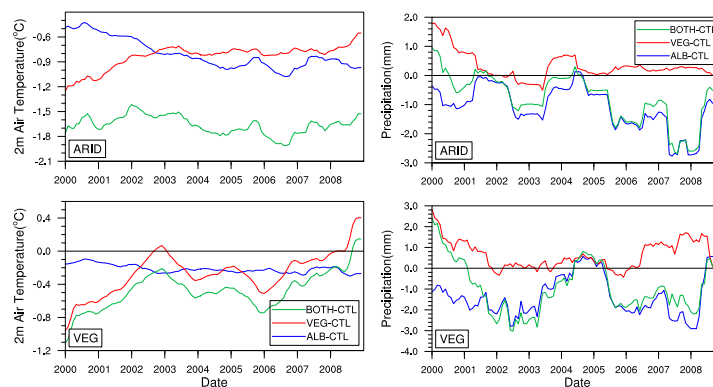 2m Air Temperature(°C)
-0.6
-0.9
-1.2
-1.5
-1.8
-2.1
ARID
2000 2001 2002 2003 2004 2005 2006 2007 2008
Precipitation(mm)
2.0
1.0
0.0
-1.0
-2.0
-3.0
BOTH-CTL
VEG-CTL
ALB-CTL
ARID
2000 2001 2002 2003 2004 2005 2006 2007 2008
2m Air Temperature(°C)
0.4
0.0
-0.4
-0.8
-1.2
BOTH-CTL
VEG-CTL
ALB-CTL
VEG
2000 2001 2002 2003 2004 2005 2006 2007 2008
Date
Precipitation(mm)
3.0
2.0
1.0
0.0
-1.0
-2.0
-3.0
-4.0
VEG
2000 2001 2002 2003 2004 2005 2006 2007 2008
Date